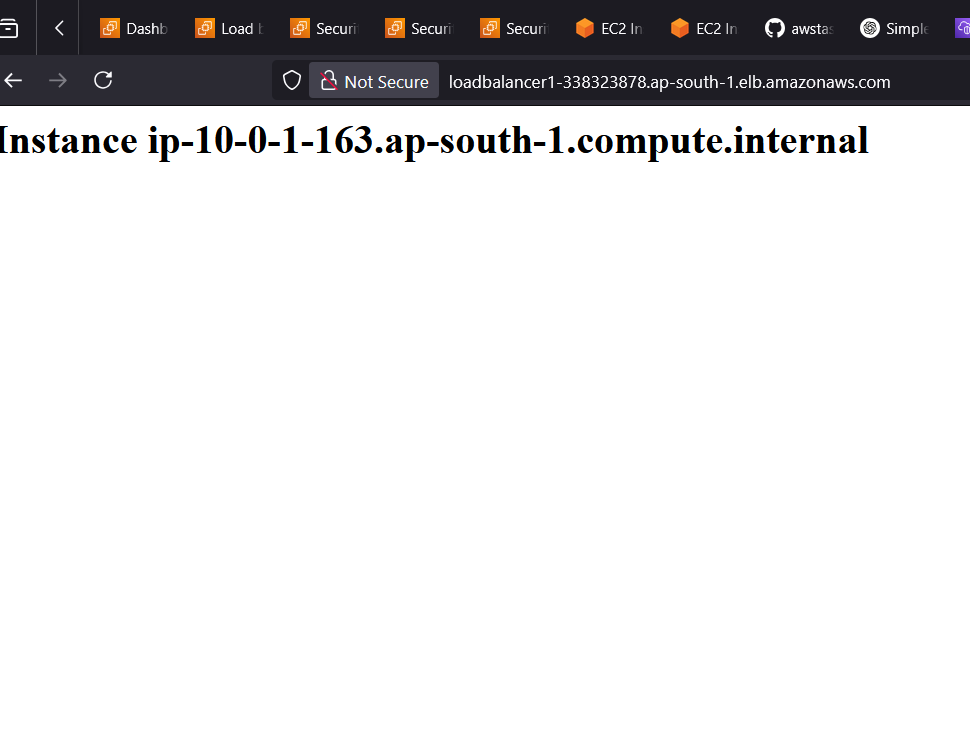 Dashb
Load b
Securi
Securi
Securi
EC2 In
EC2 In
awstas
Simple
Not Secure
loadbalancer1-338323878.ap-south-1.elb.amazonaws.com
Instance ip-10-0-1-163.ap-south-1.compute.internal